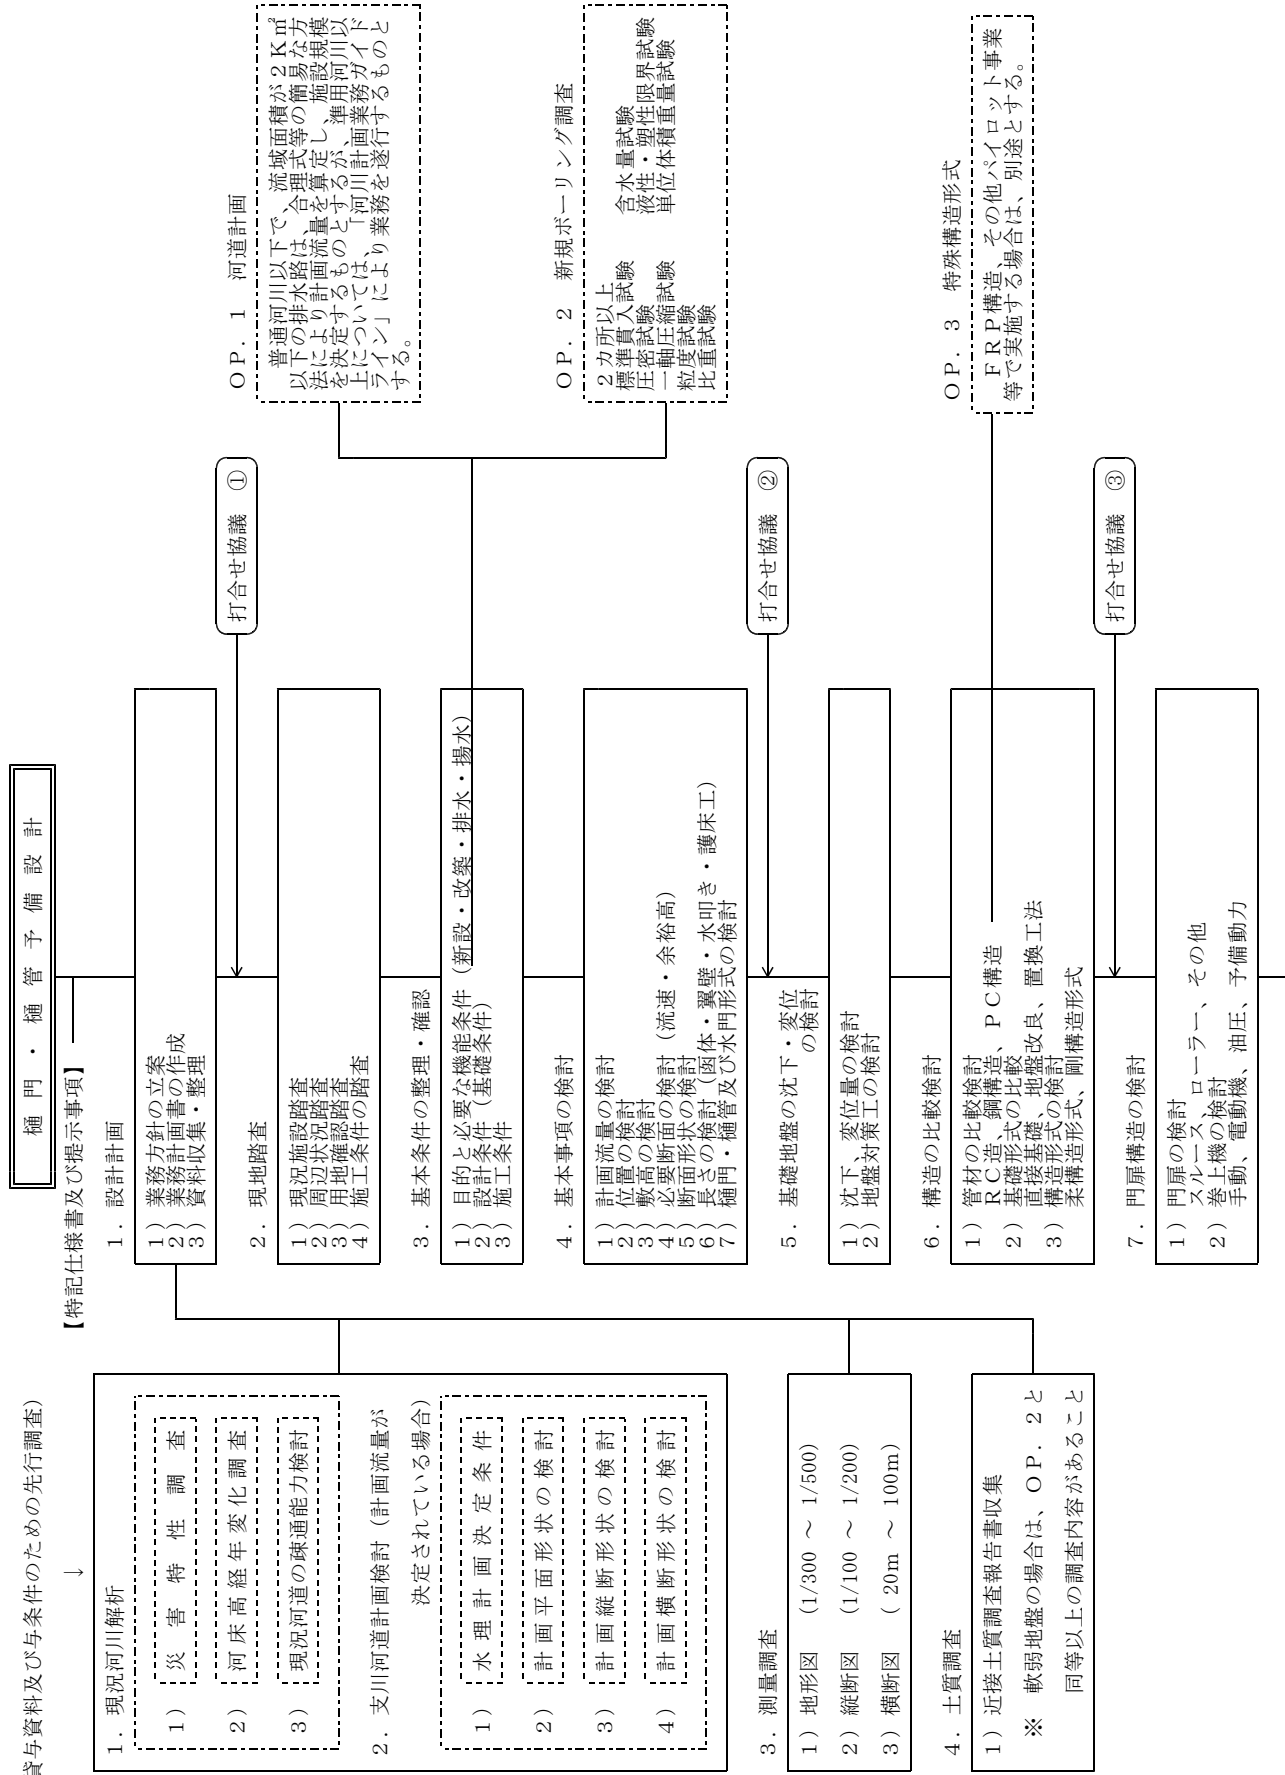 樋門・樋管予備設計
貸与資料及び与条件のための先行調査)
↓
1．現況河川解析
1) 災害特性調査
2) 河床高経年変化調査
3) 現況河道の疎通能力検討
2．支川河道計画検討（計画流量が
決定されている場合)
1) 水理計画決定条件
2) 計画平面形状の検討
3) 計画縦断形状の検討
4) 計画横断形状の検討
3．測量調査
1) 地形図 (1/300 ～ 1/500)
2) 縦断図 (1/100 ～ 1/200)
3) 横断図 ( 20m ～ 100m)
4．土質調査
1) 近接土質調査報告書収集
※ 軟弱地盤の場合は、ＯＰ．２と
同等以上の調査内容があること
【特記仕様書及び提示事項】
1．設計計画
1) 業務方針の立案
2) 業務計画書の作成
3) 資料収集・整理
打合せ協議 ①
2．現地踏査
1) 現況施設踏査
2) 周辺状況踏査
3) 用地確認踏査
4) 施工条件の踏査
3．基本条件の整理・確認
1) 目的と必要な機能条件（新設・改築・排水・揚水)
2) 設計条件（基礎条件)
3) 施工条件
4．基本事項の検討
1) 計画流量の検討
2) 位置の検討
3) 敷高の検討
4) 必要断面の検討（流速・余裕高)
5) 断面形状の検討
6) 長さの検討（函体・翼壁・水叩き・護床工)
7) 樋門・樋管及び水門形式の検討
打合せ協議 ②
5．基礎地盤の沈下・変位
の検討
1) 沈下、変位量の検討
2) 地盤対策工の検討
6．構造の比較検討
1) 管材の比較検討
ＲＣ造、鋼構造、ＰＣ構造
2) 基礎形式の比較
直接基礎、地盤改良、置換工法
3) 構造形式の検討
柔構造形式、剛構造形式
打合せ協議 ③
7．門扉構造の検討
1) 門扉の検討
スルース、ローラー、その他
2) 巻上機の検討
手動、電動機、油圧、予備動力
ＯＰ．１ 河道計画
普通河川以下で、流域面積が２Ｋ㎡
以下の排水路は、合理式等の簡易な方
法により計画流量を算定し、施設規模
を決定するものとするが、準用河川以
上については、「河川計画業務ガイド
ライン」により業務を遂行するものと
する。
ＯＰ．２ 新規ボーリング調査
２カ所以上
標準貫入試験 含水量試験
圧密試験 液性・塑性限界試験
一軸圧縮試験 単位体積重量試験
粒度試験
比重試験
ＯＰ．３ 特殊構造形式
ＦＲＰ構造、その他パイロット事業
等で実施する場合は、別途とする。